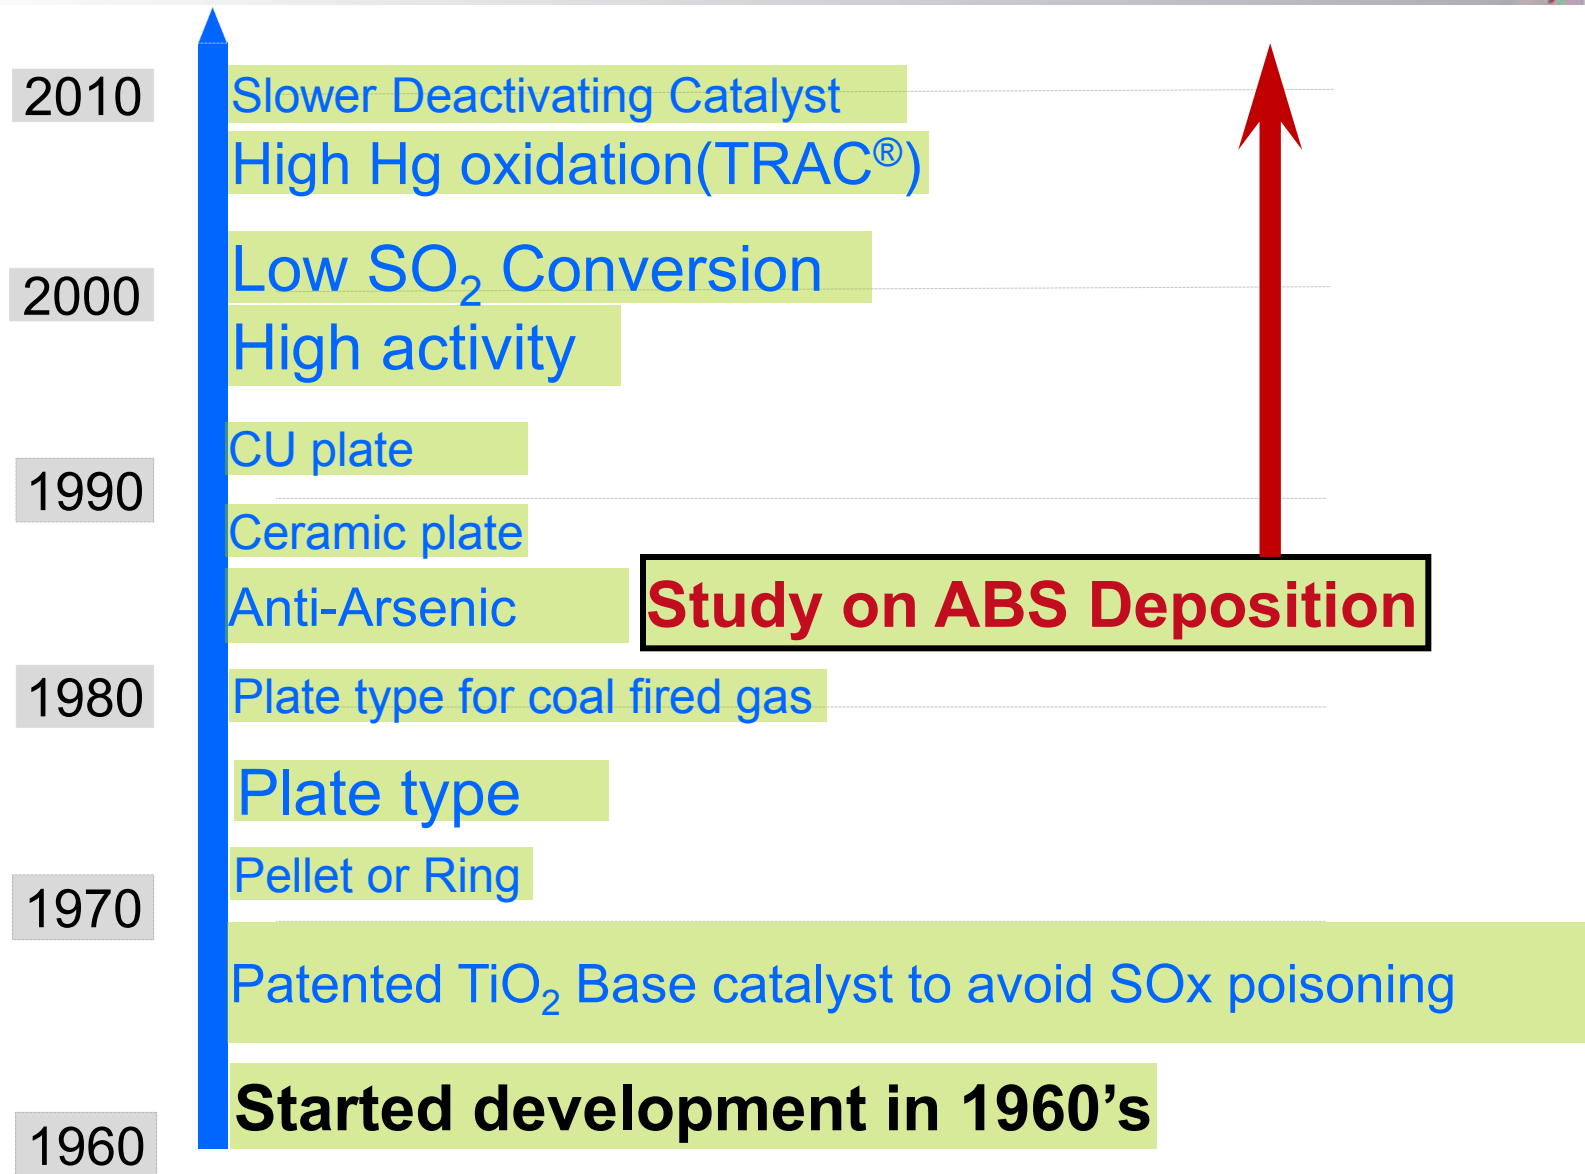 2010
Slower Deactivating Catalyst
High Hg oxidation(TRAC®)
2000
Low SO₂ Conversion
High activity
CU plate
1990
Ceramic plate
Anti-Arsenic
Study on ABS Deposition
1980
Plate type for coal fired gas
Plate type
Pellet or Ring
1970
Patented TiO₂ Base catalyst to avoid SOx poisoning
Started development in 1960’s
1960